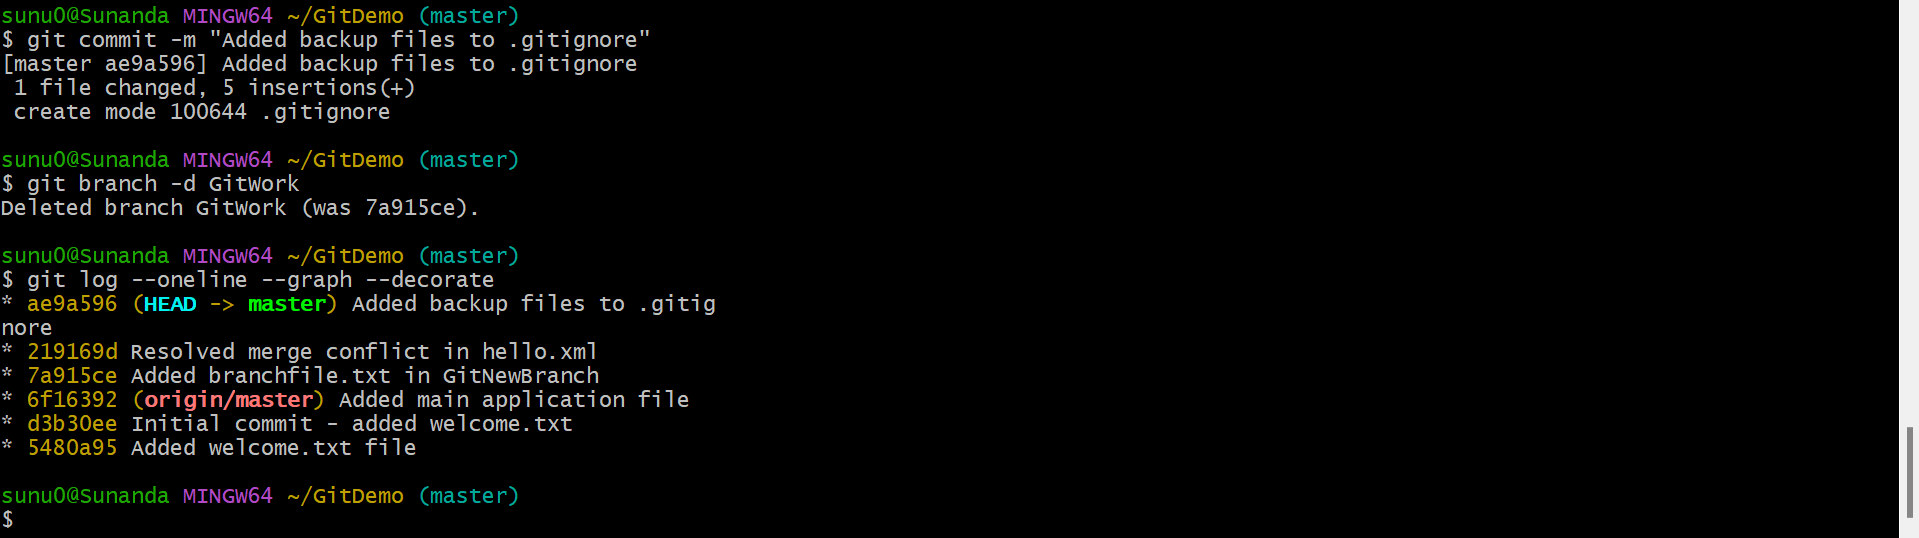 sunu0@Sunanda MINGW64 ~/GitDemo (master)
$ git commit -m "Added backup files to .gitignore"
[master ae9a596] Added backup files to .gitignore
 1 file changed, 5 insertions(+)
 create mode 100644 .gitignore

sunu0@Sunanda MINGW64 ~/GitDemo (master)
$ git branch -d GitWork
Deleted branch GitWork (was 7a915ce).

sunu0@Sunanda MINGW64 ~/GitDemo (master)
$ git log --oneline --graph --decorate
* ae9a596 (HEAD -> master) Added backup files to .gitig
nore
* 219169d Resolved merge conflict in hello.xml
* 7a915ce Added branchfile.txt in GitNewBranch
* 6f16392 (origin/master) Added main application file
* d3b30ee Initial commit - added welcome.txt
* 5480a95 Added welcome.txt file

sunu0@Sunanda MINGW64 ~/GitDemo (master)
$